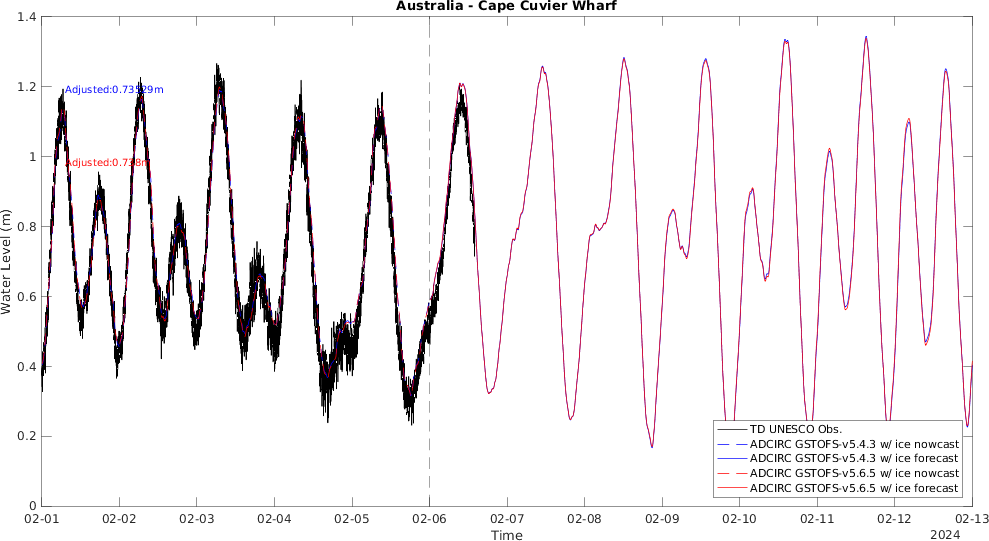 Australia - Cape Cuvier Wharf
1.4
1.2
1
0.8
0.6
0.4
0.2
0
Water Level (m)
Adjusted:0.73529m
Adjusted:0.738m
TD UNESCO Obs.
ADCIRC GSTOFS-v5.4.3 w/ ice nowcast
ADCIRC GSTOFS-v5.4.3 w/ ice forecast
ADCIRC GSTOFS-v5.6.5 w/ ice nowcast
ADCIRC GSTOFS-v5.6.5 w/ ice forecast
02-01 02-02 02-03 02-04 02-05 02-06 02-07 02-08 02-09 02-10 02-11 02-12 02-13
Time
2024